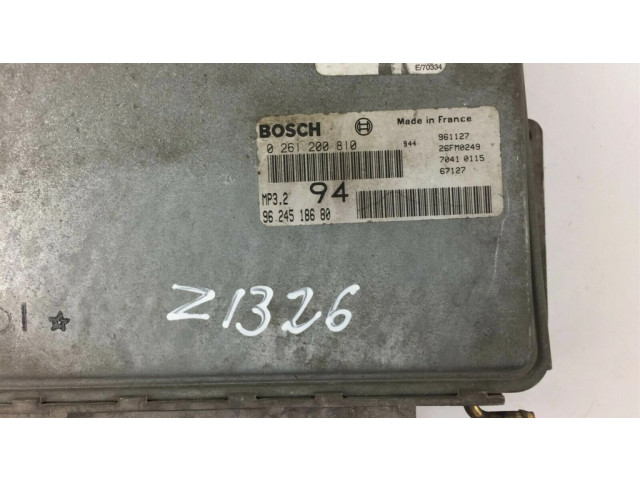 E/70334
BOSCH Made in France
0 261 200 810 944 961127
26FM0249
7041 0115
67127
MP3.2 94
96 245 186 80
Z1326